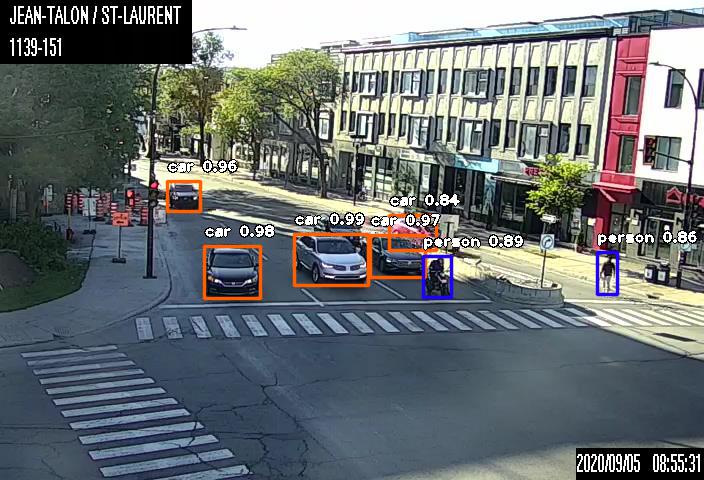 JEAN-TALON / ST-LAURENT
1139-151
car 0.96
car 0.84
car 0.99
car 0.97
car 0.98
person 0.89
person 0.86
2020/09/05 08:55:31